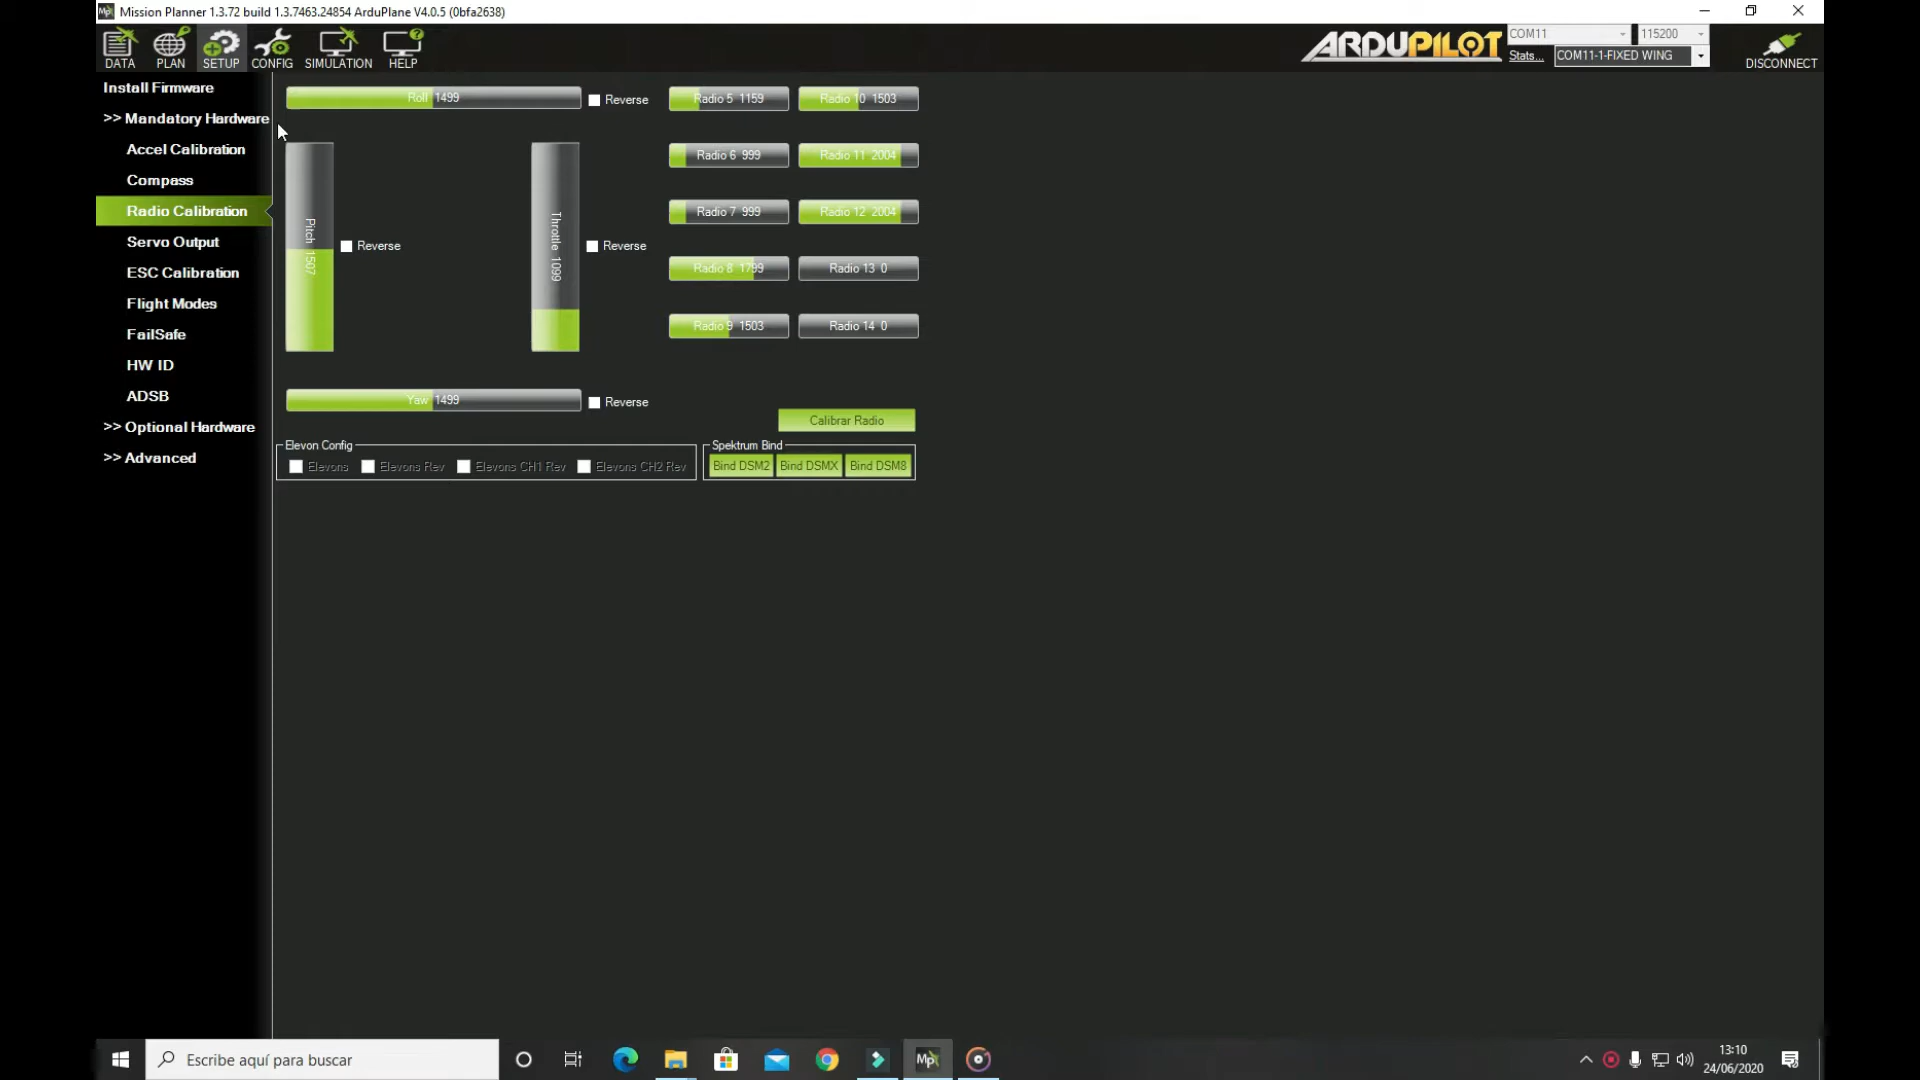 Mission Planner 1.3.72 build 1.3.7463.24854 ArduPlane V4.0.5 (0bfa2638)
DATA
PLAN
SETUP
CONFIG
SIMULATION
HELP
ARDUPILOT
COM11
115200
Stats...
COM11-1-FIXED WING
DISCONNECT
Install Firmware
>> Mandatory Hardware
Accel Calibration
Compass
Radio Calibration
Servo Output
ESC Calibration
Flight Modes
FailSafe
HW ID
ADSB
>> Optional Hardware
>> Advanced
Roll 1499
Reverse
Pitch 1507
Reverse
Throttle 1099
Reverse
Yaw 1499
Reverse
Radio 5 1159
Radio 10 1503
Radio 6 999
Radio 11 2004
Radio 7 999
Radio 12 2004
Radio 8 1799
Radio 13 0
Radio 9 1503
Radio 14 0
Calibrar Radio
Elevon Config
Elevons
Elevons Rev
Elevons CH1 Rev
Elevons CH2 Rev
Spektrum Bind
Bind DSM2
Bind DSMX
Bind DSM8
Escribe aquí para buscar
Mp
13:10
24/06/2020